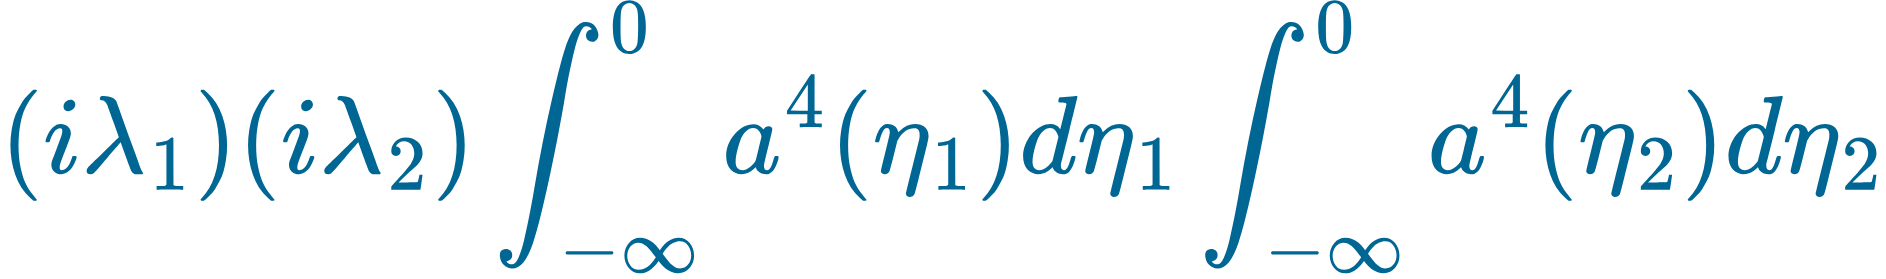 (iλ₁)(iλ₂) ∫_{−∞}^{0} a⁴(η₁)dη₁ ∫_{−∞}^{0} a⁴(η₂)dη₂